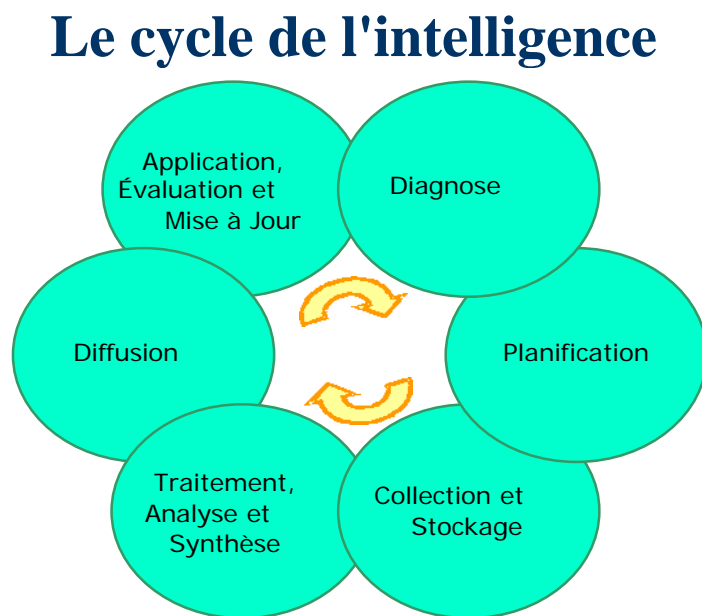 Le cycle de l'intelligence
Application,
Évaluation et
Mise à Jour
Diagnose
Diffusion
Planification
Traitement,
Analyse et
Synthèse
Collection et
Stockage